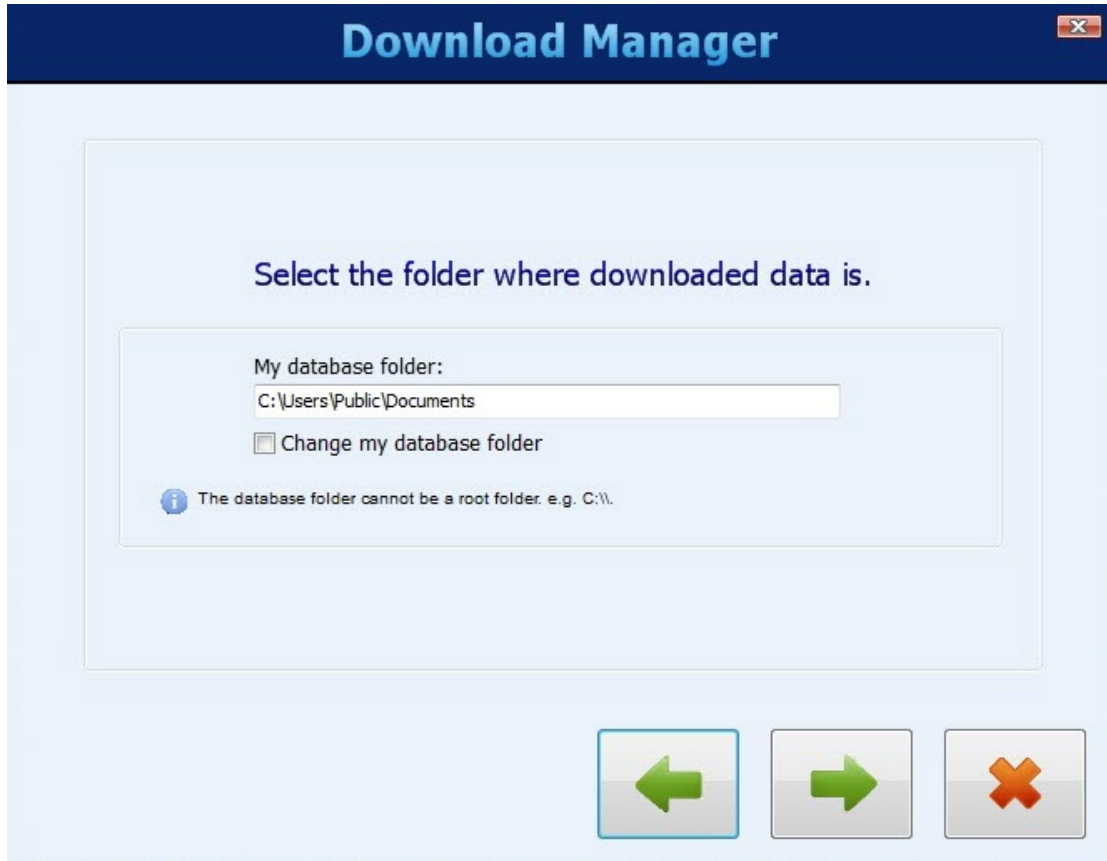 Download Manager
Select the folder where downloaded data is.
My database folder:
C:\Users\Public\Documents
Change my database folder
The database folder cannot be a root folder. e.g. C:\\.